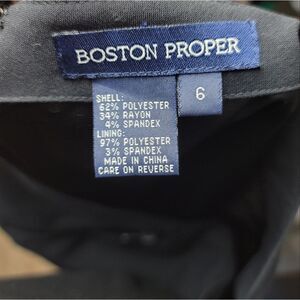 BOSTON PROPER
6
SHELL:
62% POLYESTER
34% RAYON
4% SPANDEX
LINING:
97% POLYESTER
3% SPANDEX
MADE IN CHINA
CARE ON REVERSE